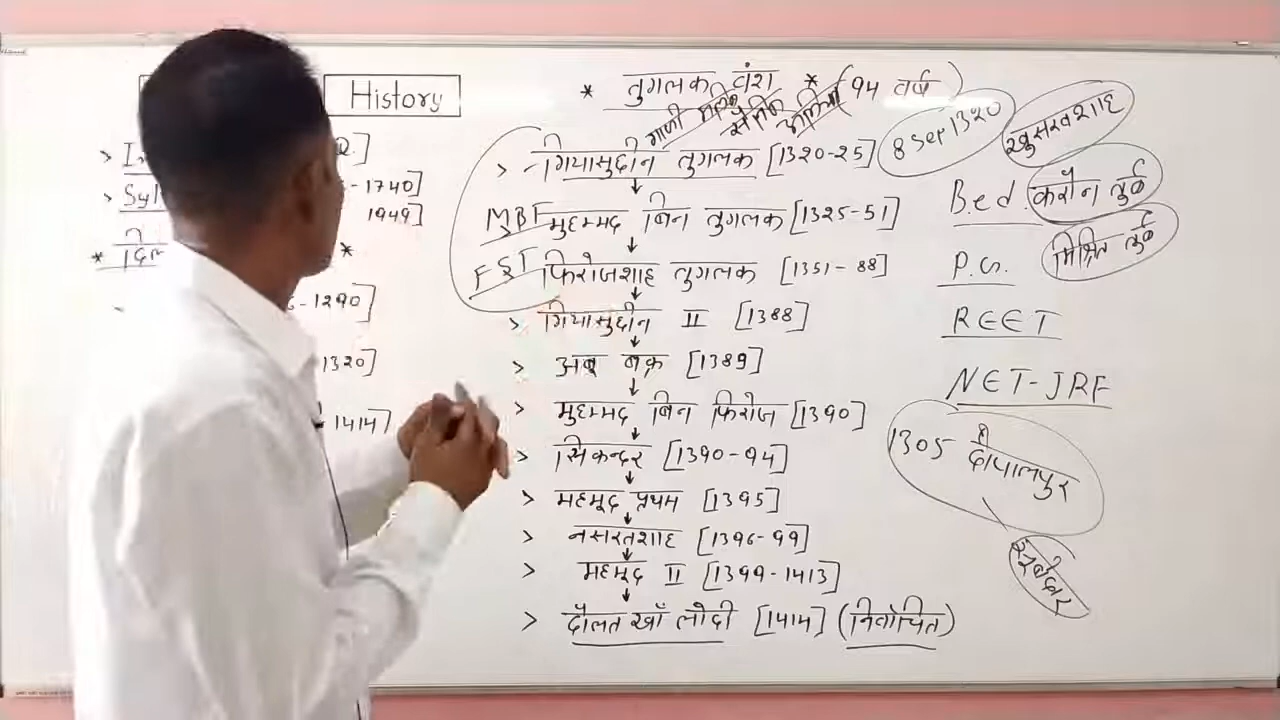 History
-1740]
1949]
*
-1290]
1320]
-1414]
* तुगलक वंश * (94 वर्ष)
गाजी मलिक
> गियासुद्दीन तुगलक [1320-25]
8 Sep 1320
खुसरवशाह
MBT मुहम्मद बिन तुगलक [1325-51]
FST फिरोजशाह तुगलक [1351-88]
> गियासुद्दीन II [1388]
> अबू बक्र [1389]
> मुहम्मद बिन फिरोज [1390]
> सिकन्दर [1390-94]
> महमूद प्रथम [1395]
> नसरतशाह [1396-99]
> महमूद II [1399-1413]
> दौलत खाँ लोदी [1414] (निर्वाचित)
B.ed.
करौन तुर्क
मिश्रित तुर्क
P.G.
REET
NET-JRF
1305
दीपालपुर
सूबेदार